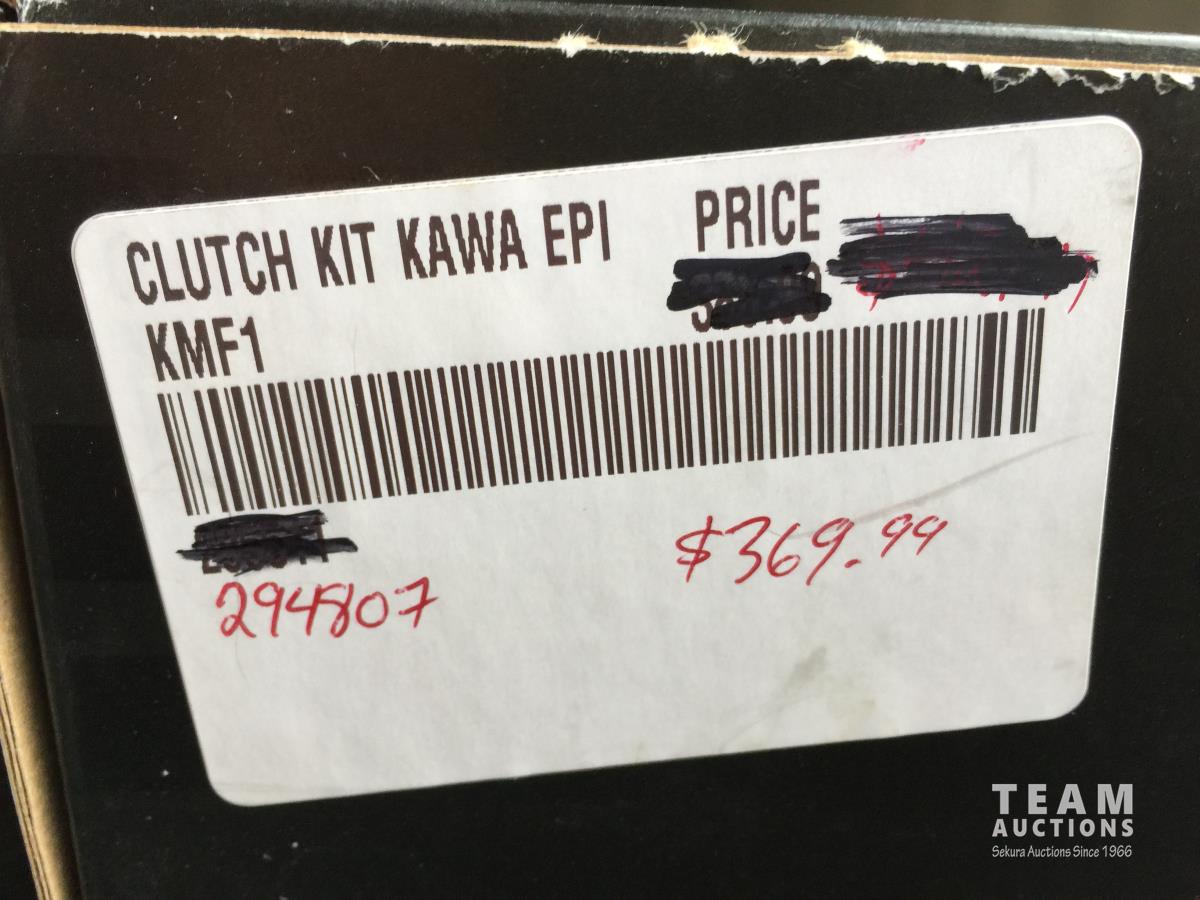 CLUTCH KIT KAWA EPI PRICE
KMF1
294807 $369.99
TEAM
AUCTIONS
Sekura Auctions Since 1966